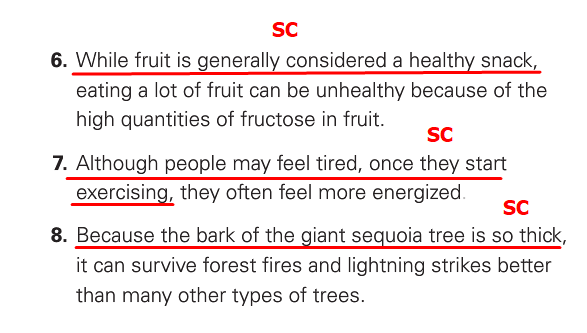 SC
6. While fruit is generally considered a healthy snack,
eating a lot of fruit can be unhealthy because of the
high quantities of fructose in fruit.
SC
7. Although people may feel tired, once they start
exercising, they often feel more energized.
SC
8. Because the bark of the giant sequoia tree is so thick,
it can survive forest fires and lightning strikes better
than many other types of trees.